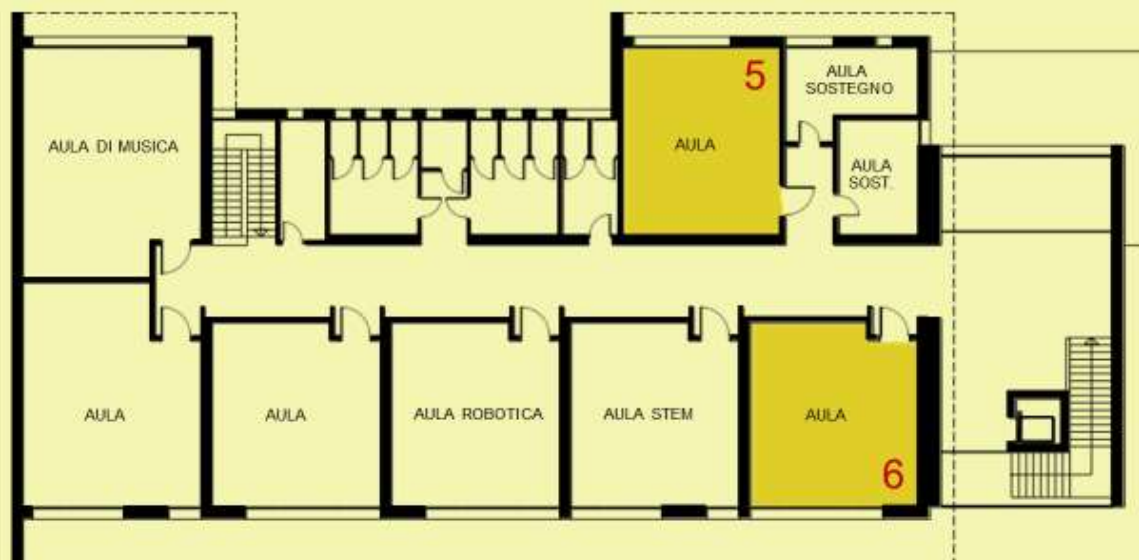 5
AULA
SOSTEGNO
AULA DI MUSICA
AULA
AULA
SOST.
AULA
AULA
AULA ROBOTICA
AULA STEM
AULA
6